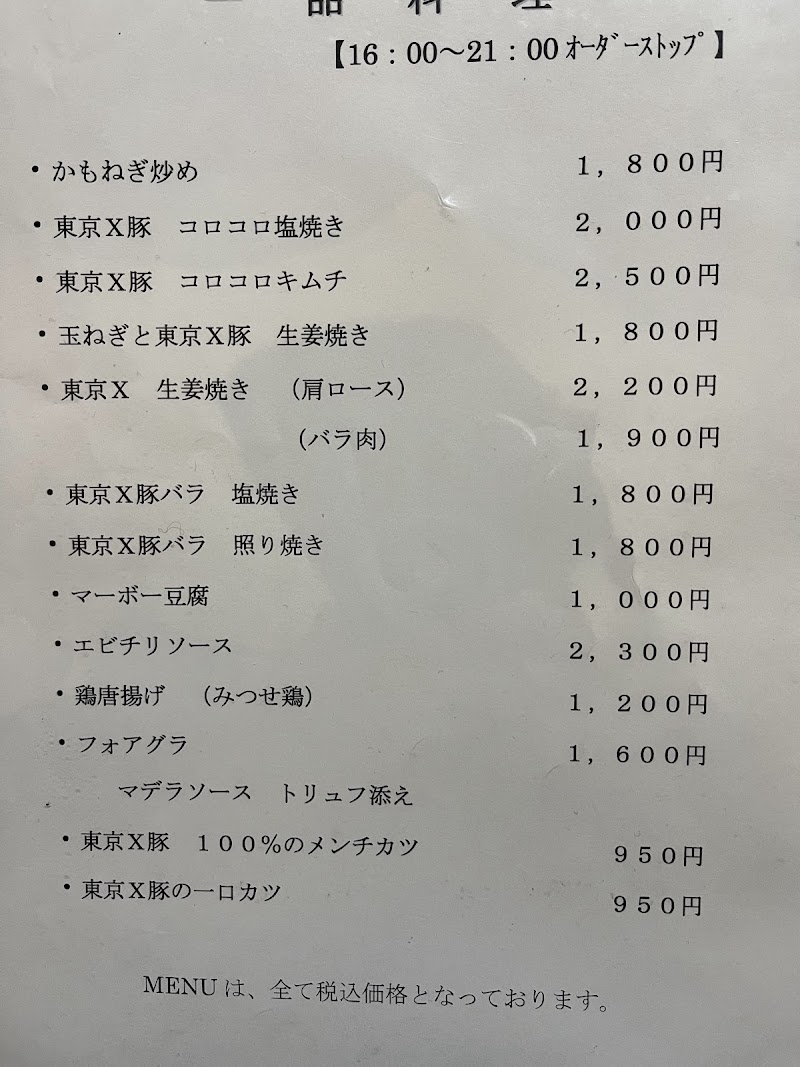 一品料理
【16：00～21：00 ｵｰﾀﾞｰｽﾄｯﾌﾟ】
・かもねぎ炒め 1，800円
・東京X豚 コロコロ塩焼き 2，000円
・東京X豚 コロコロキムチ 2，500円
・玉ねぎと東京X豚 生姜焼き 1，800円
・東京X 生姜焼き （肩ロース） 2，200円
（バラ肉） 1，900円
・東京X豚バラ 塩焼き 1，800円
・東京X豚バラ 照り焼き 1，800円
・マーボー豆腐 1，000円
・エビチリソース 2，300円
・鶏唐揚げ （みつせ鶏） 1，200円
・フォアグラ 1，600円
マデラソース トリュフ添え
・東京X豚 １００％のメンチカツ 950円
・東京X豚の一口カツ 950円
MENUは、全て税込価格となっております。